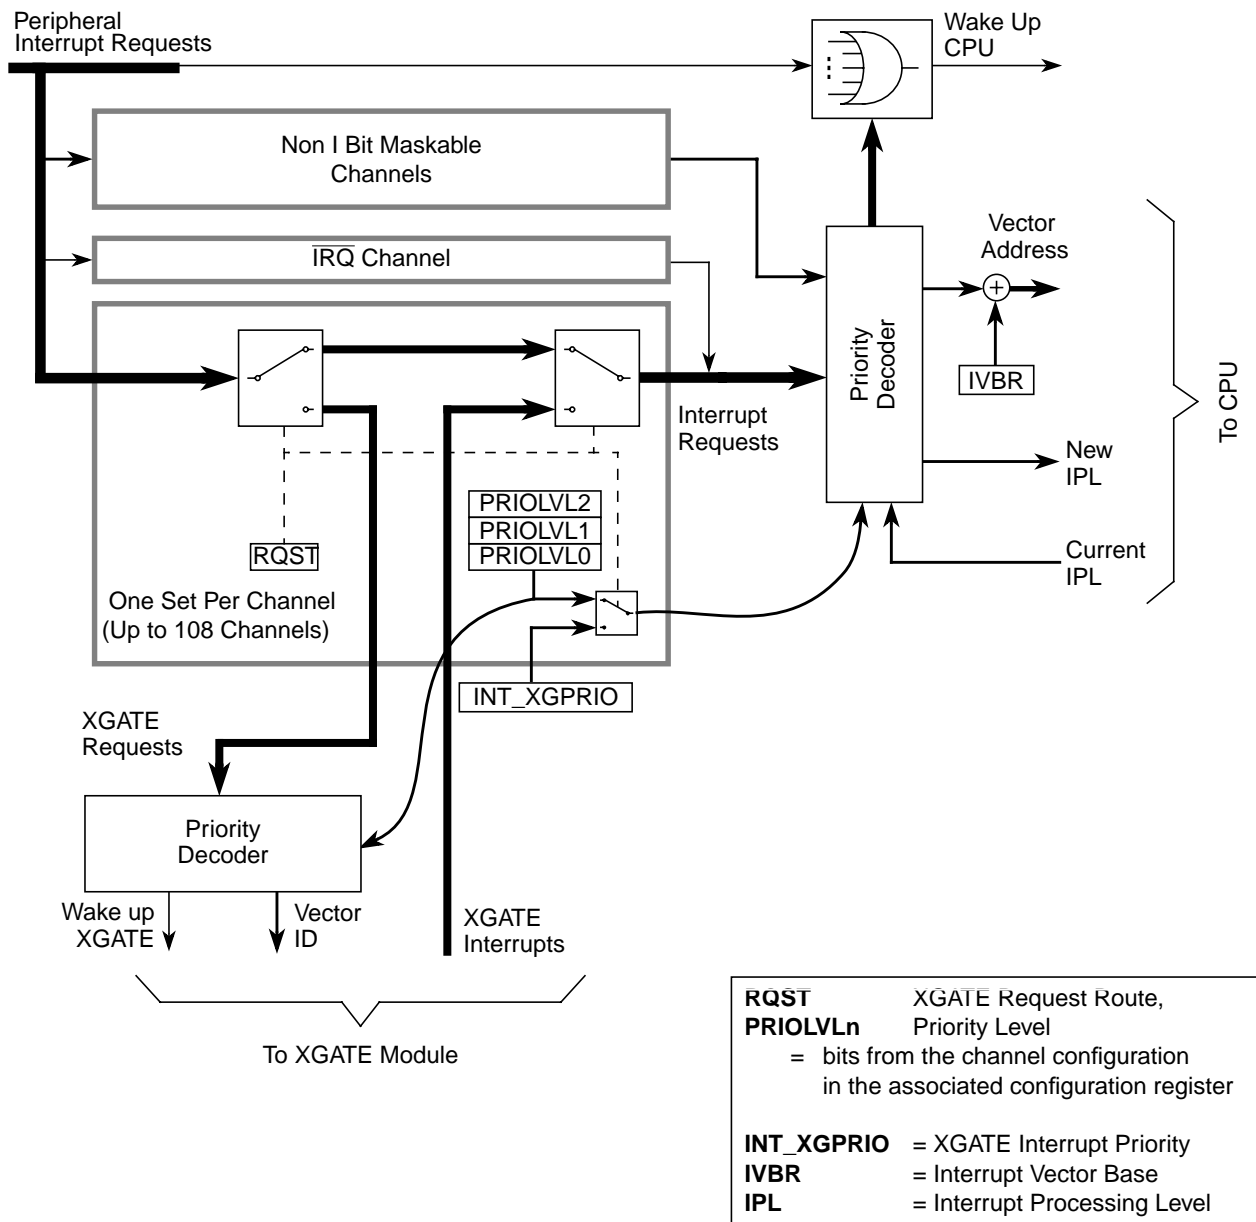 Peripheral
Interrupt Requests
Wake Up
CPU
Non I Bit Maskable
Channels
IRQ Channel
Vector
Address
IVBR
Priority
Decoder
To CPU
Interrupt
Requests
New
IPL
Current
IPL
PRIOLVL2
PRIOLVL1
PRIOLVL0
RQST
One Set Per Channel
(Up to 108 Channels)
INT_XGPRIO
XGATE
Requests
Priority
Decoder
Wake up
XGATE
Vector
ID
XGATE
Interrupts
To XGATE Module
RQST XGATE Request Route,
PRIOLVLn Priority Level
= bits from the channel configuration
in the associated configuration register
INT_XGPRIO = XGATE Interrupt Priority
IVBR = Interrupt Vector Base
IPL = Interrupt Processing Level